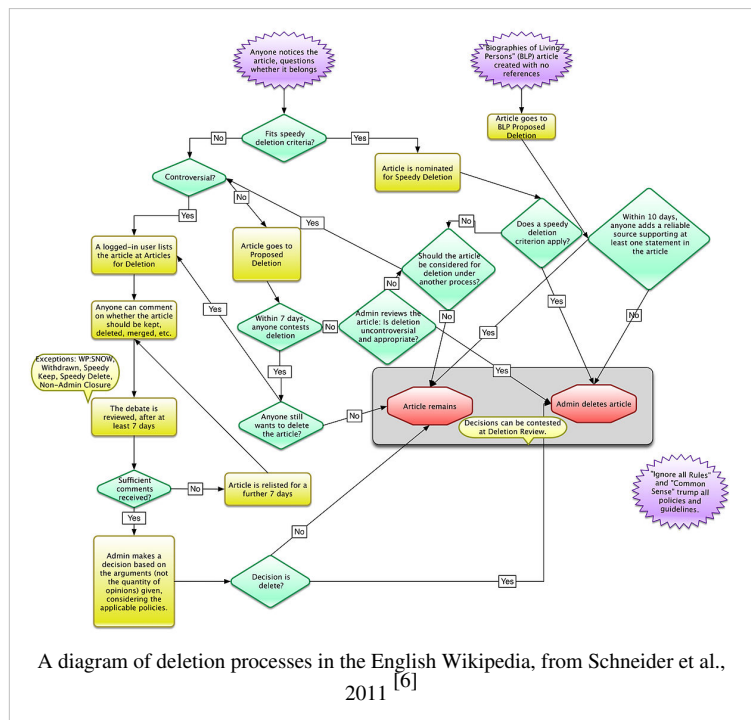 Anyone notices the
article, questions
whether it belongs
"Biographies of Living
Persons" (BLP) article
created with no
references
Article goes to
BLP Proposed
Deletion
No
Fits speedy
deletion criteria?
Yes
Article is nominated
for Speedy Deletion
Controversial?
No
Yes
A logged-in user lists
the article at Articles
for Deletion
Article goes to
Proposed
Deletion
No
Should the article
be considered for
deletion under
another process?
Does a speedy
deletion
criterion apply?
Within 10 days,
anyone adds a reliable
source supporting at
least one statement in
the article
Anyone can comment
on whether the article
should be kept,
deleted, merged, etc.
Yes
Within 7 days,
anyone contests
deletion
No
Admin reviews the
article: Is deletion
uncontroversial
and appropriate?
No
No
Yes
Yes
No
Yes
Yes
Exceptions: WP:SNOW,
Withdrawn, Speedy
Keep, Speedy Delete,
Non-Admin Closure
The debate is
reviewed, after at
least 7 days
Anyone still
wants to delete
the article?
No
Article remains
Admin deletes article
Decisions can be contested
at Deletion Review.
Sufficient
comments
received?
No
Article is relisted for a
further 7 days
Yes
"Ignore all Rules"
and "Common
Sense" trump all
policies and
guidelines.
Admin makes a
decision based on
the arguments (not
the quantity of
opinions) given,
considering the
applicable policies.
Decision is
delete?
No
Yes
A diagram of deletion processes in the English Wikipedia, from Schneider et al.,
2011 [6]